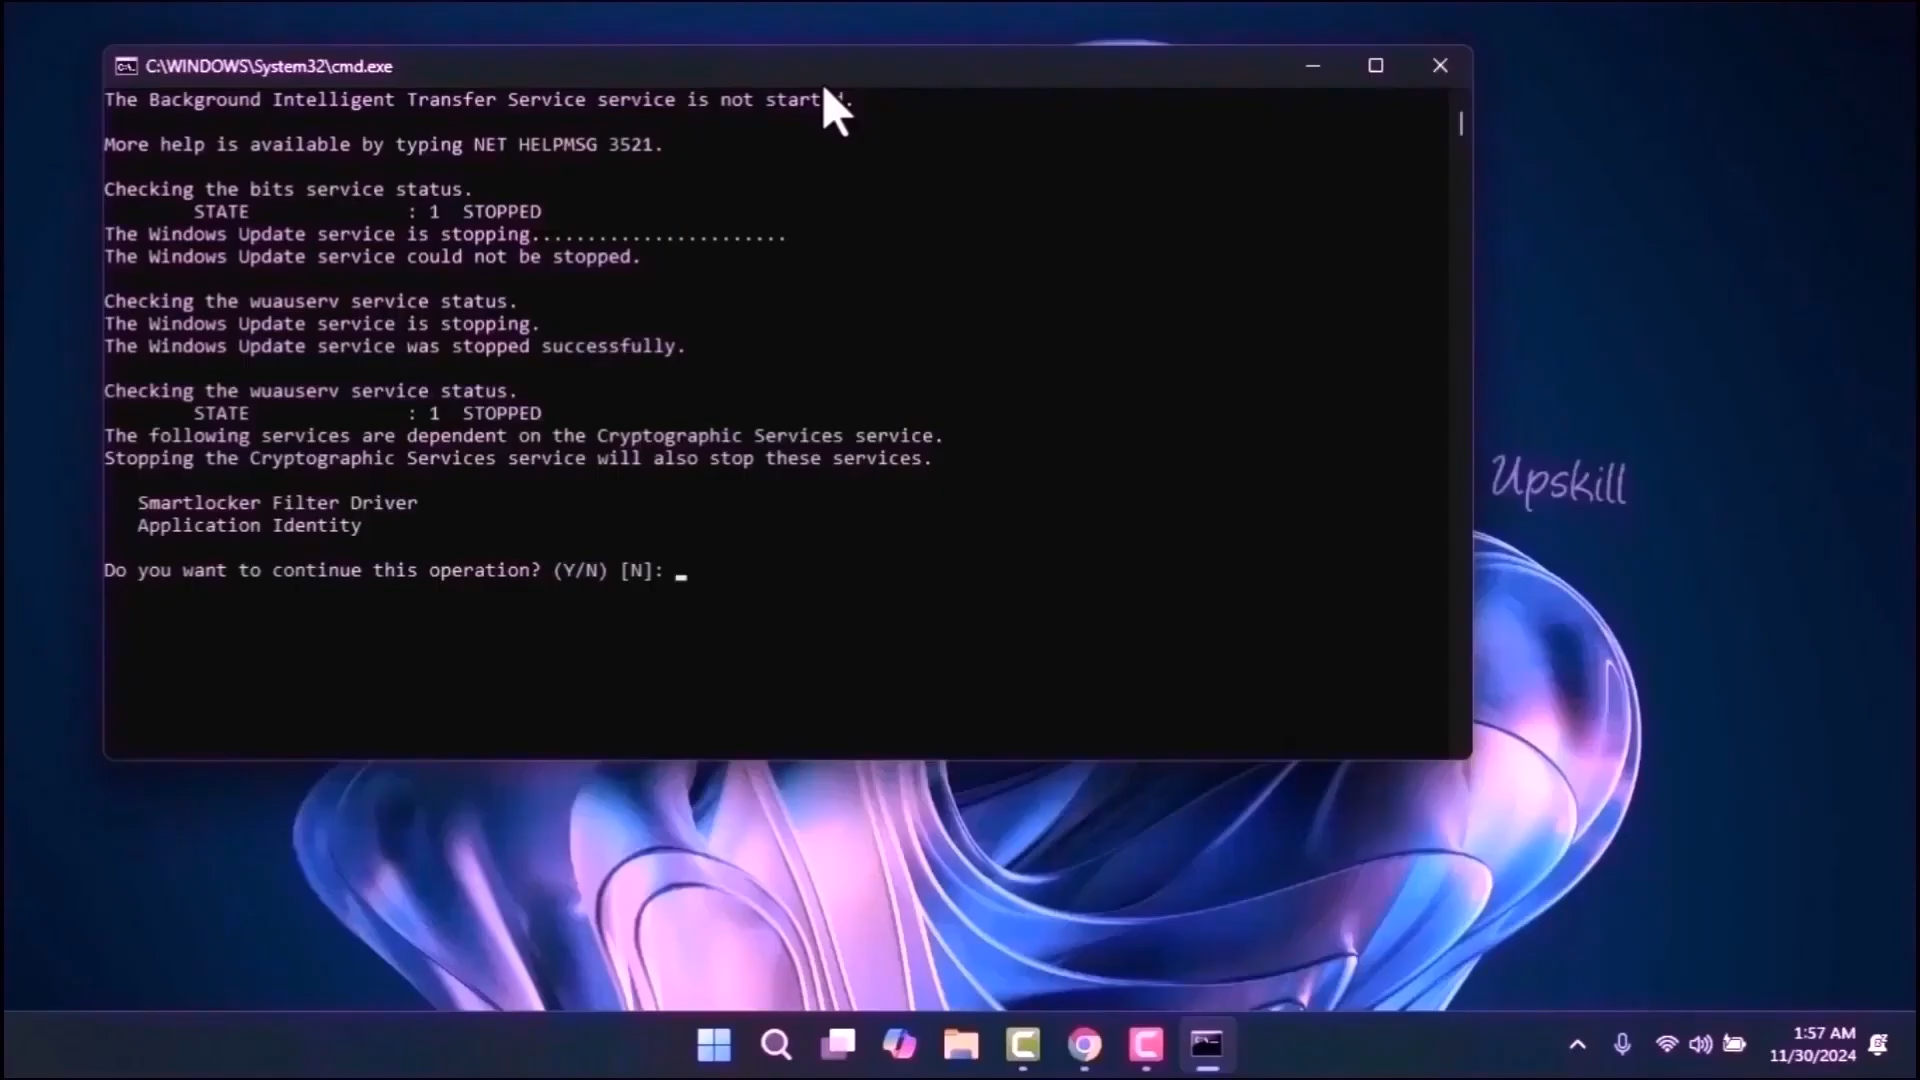 C:\WINDOWS\System32\cmd.exe
The Background Intelligent Transfer Service service is not start
More help is available by typing NET HELPMSG 3521.
Checking the bits service status.
STATE : 1 STOPPED
The Windows Update service is stopping.......................
The Windows Update service could not be stopped.
Checking the wuauserv service status.
The Windows Update service is stopping.
The Windows Update service was stopped successfully.
Checking the wuauserv service status.
STATE : 1 STOPPED
The following services are dependent on the Cryptographic Services service.
Stopping the Cryptographic Services service will also stop these services.
Smartlocker Filter Driver
Application Identity
Do you want to continue this operation? (Y/N) [N]: _
Upskill
1:57 AM
11/30/2024